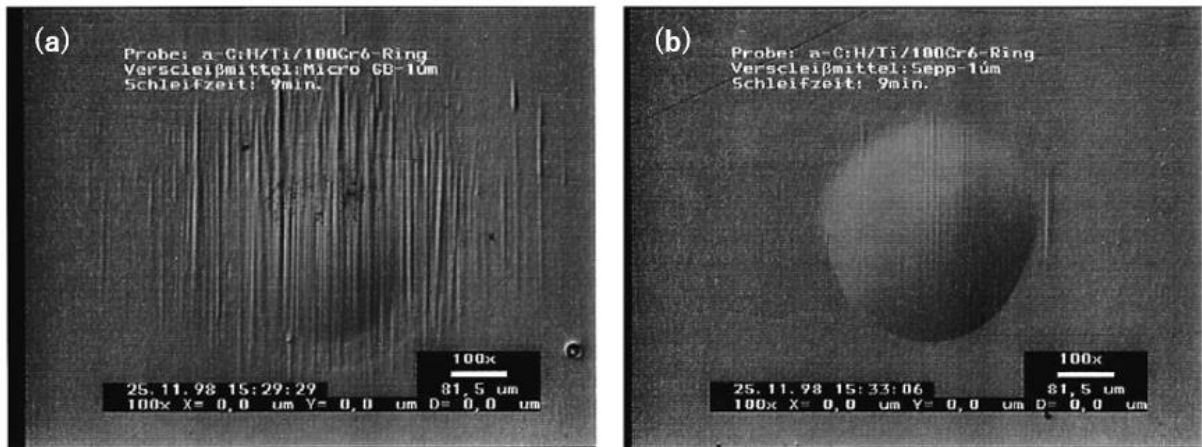 (a)
Probe: a-C:H/Ti/100Cr6-Ring
Verscleißmittel:Micro GB-1um
Schleifzeit: 9min.
100x
81,5 um
25.11.98 15:29:29
100x X= 0,0 um Y= 0,0 um D= 0,0 um
(b)
Probe: a-C:H/Ti/100Cr6-Ring
Verscleißmittel:Sepp-1um
Schleifzeit: 9min.
100x
81,5 um
25.11.98 15:33:06
100x X= 0,0 um Y= 0,0 um D= 0,0 um